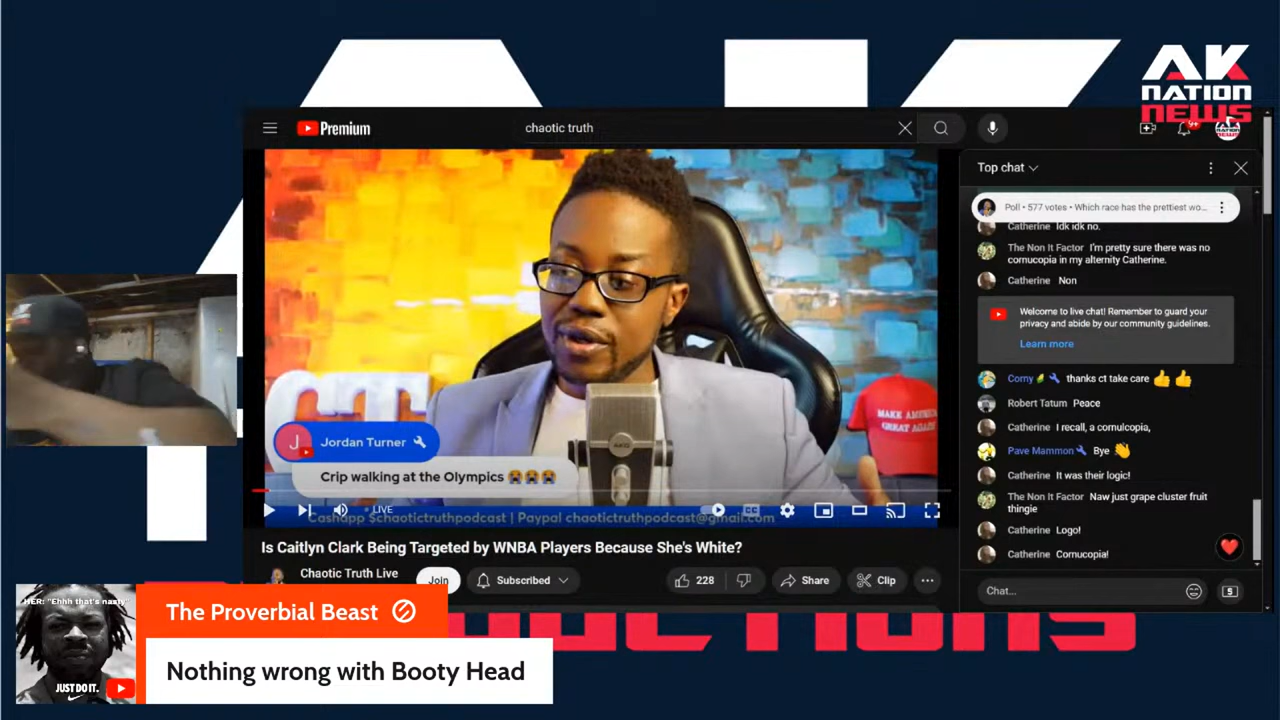 AK
NATION
NEWS
Premium
chaotic truth
9+
Top chat
Poll • 577 votes • Which race has the prettiest wo...
Catherine Idk idk no.
The Non It Factor I'm pretty sure there was no
cornucopia in my alternity Catherine.
Catherine Non
Welcome to live chat! Remember to guard your
privacy and abide by our community guidelines.
Learn more
Corny 🌽 thanks ct take care 👍 👍
Robert Tatum Peace
Catherine I recall, a cornulcopia,
Pave Mammon Bye 👏
Catherine It was their logic!
The Non It Factor Naw just grape cluster fruit
thingie
Catherine Logo!
Catherine Cornucopia!
Chat...
CT
MAKE AMERICA
GREAT AGAIN
AKG
J
Jordan Turner
Crip walking at the Olympics 😭😭😭
LIVE
Cashapp $chaotictruthpodcast | Paypal chaotictruthpodcast@gmail.com
Is Caitlyn Clark Being Targeted by WNBA Players Because She's White?
Chaotic Truth Live
Join
Subscribed
228
Share
Clip
HER: "Ehhh that's nasty"
JUST DO IT.
The Proverbial Beast
Nothing wrong with Booty Head